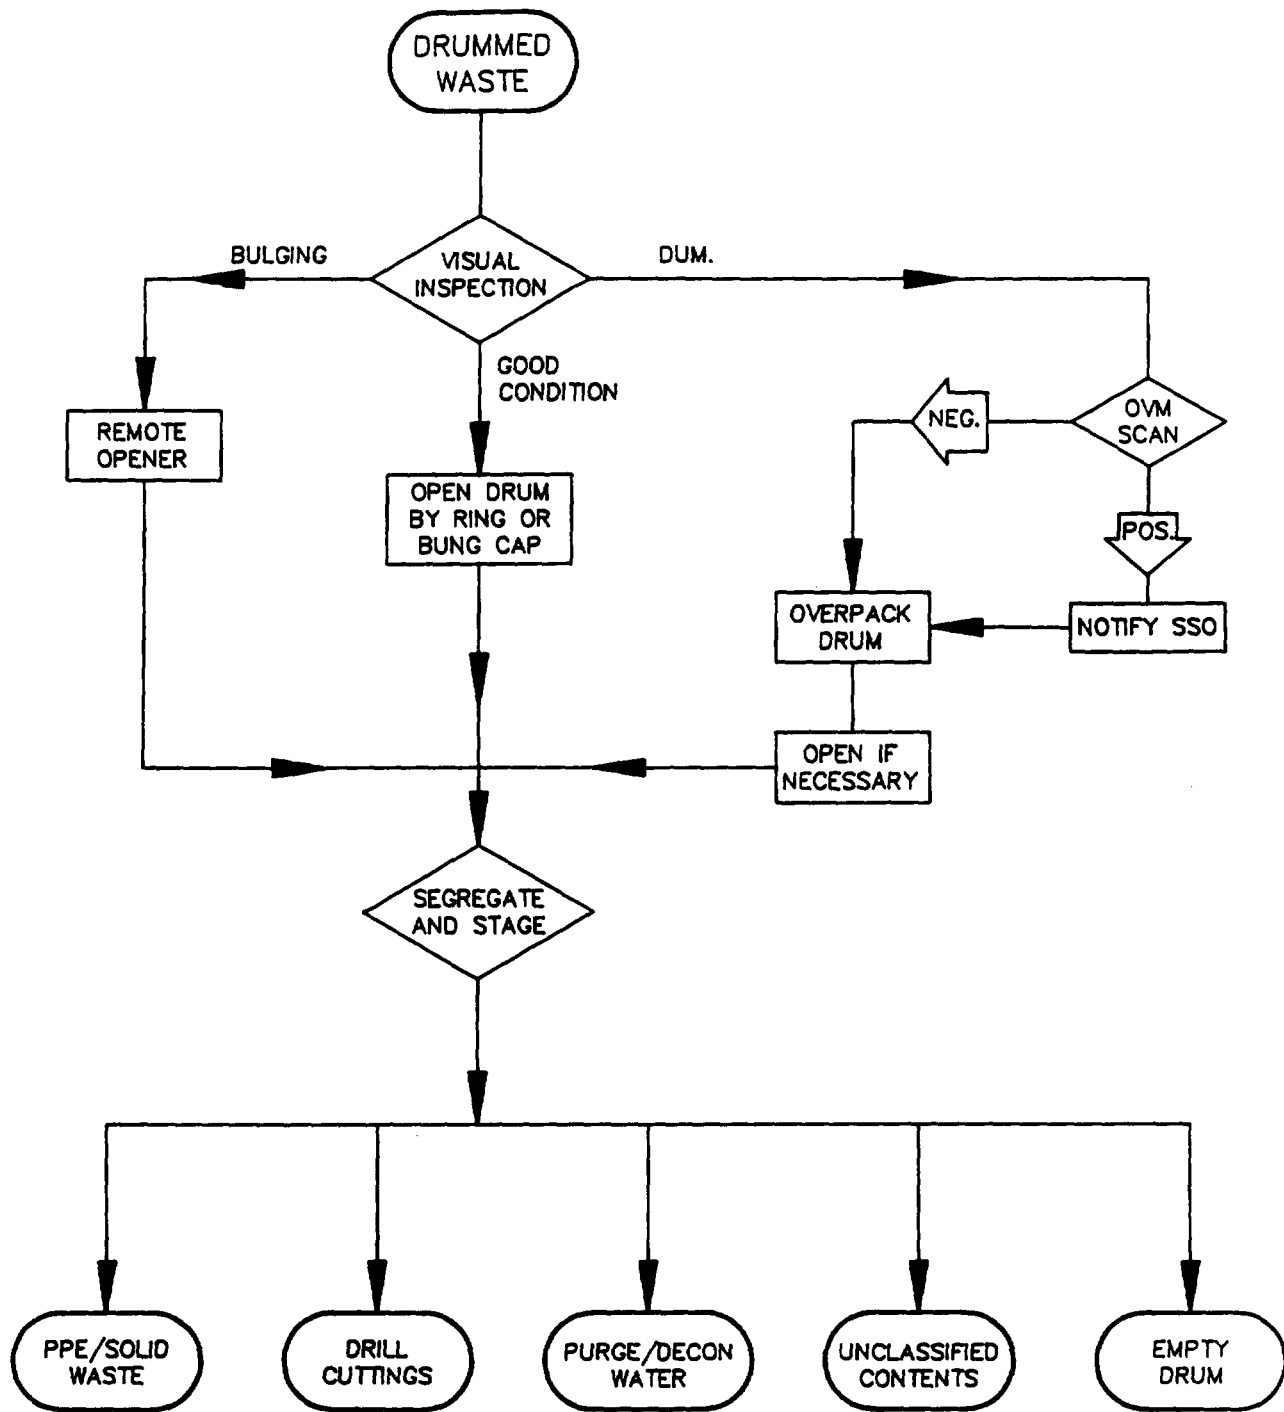 DRUMMED
WASTE
BULGING
VISUAL
INSPECTION
DUM.
GOOD
CONDITION
REMOTE
OPENER
NEG.
OVM
SCAN
OPEN DRUM
BY RING OR
BUNG CAP
POS.
OVERPACK
DRUM
NOTIFY SSO
OPEN IF
NECESSARY
SEGREGATE
AND STAGE
PPE/SOLID
WASTE
DRILL
CUTTINGS
PURGE/DECON
WATER
UNCLASSIFIED
CONTENTS
EMPTY
DRUM